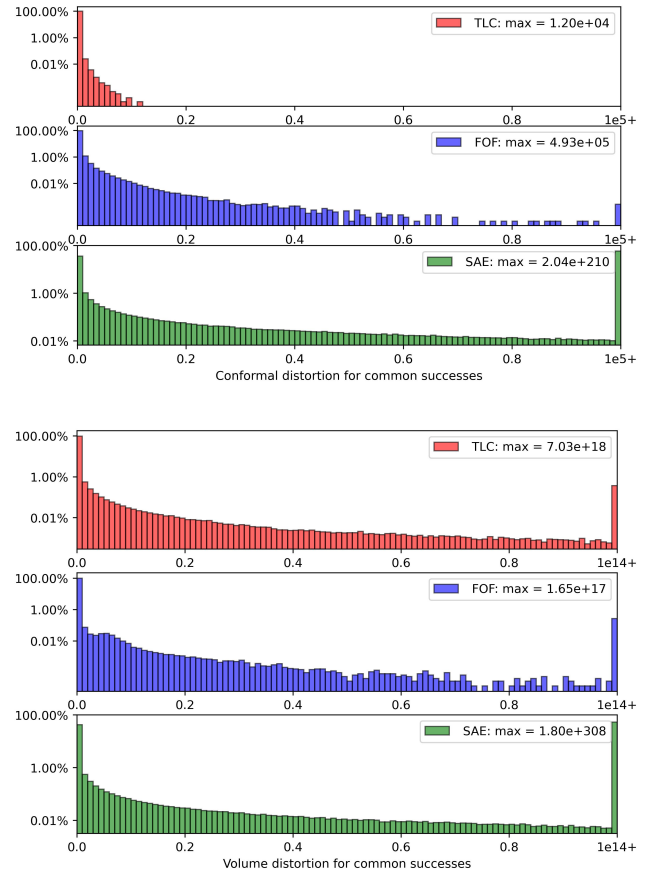 100.00%
TLC: max = 1.20e+04
1.00%
0.01%
0.0 0.2 0.4 0.6 0.8 1e5+
100.00%
FOF: max = 4.93e+05
1.00%
0.01%
0.0 0.2 0.4 0.6 0.8 1e5+
100.00%
SAE: max = 2.04e+210
1.00%
0.01%
0.0 0.2 0.4 0.6 0.8 1e5+
Conformal distortion for common successes
100.00%
TLC: max = 7.03e+18
1.00%
0.01%
0.0 0.2 0.4 0.6 0.8 1e14+
100.00%
FOF: max = 1.65e+17
1.00%
0.01%
0.0 0.2 0.4 0.6 0.8 1e14+
100.00%
SAE: max = 1.80e+308
1.00%
0.01%
0.0 0.2 0.4 0.6 0.8 1e14+
Volume distortion for common successes